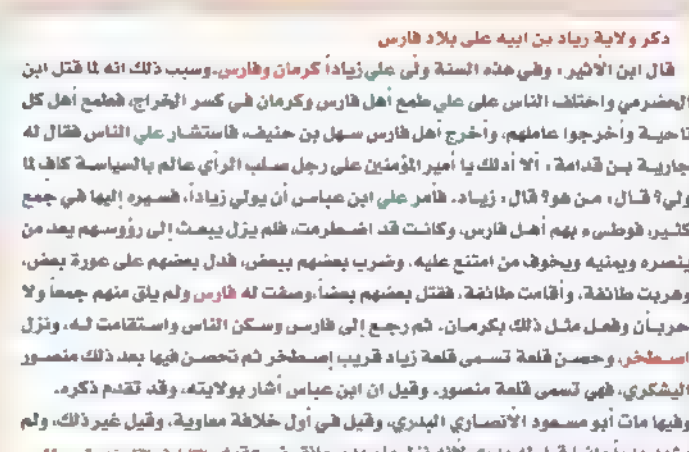 دكر ولاية رياد بن ابيه على بلاد فارس
قال ابن الأثير، وفي هذه السنة ولّى علي زياداً كرمان وفارس. وسبب ذلك انه لما قتل ابن
الحضرمي واختلف الناس على علي طمع أهل فارس وكرمان في كسر الخراج، فطمع أهل كل
ناحية وأخرجوا عاملهم، وأخرج أهل فارس سهل بن حنيف، فاستشار علي الناس فقال له
جارية بن قدامة، ألا أدلك يا أمير المؤمنين على رجل صلب الرأي عالم بالسياسة كاف لما
ولي؟ قال، من هو؟ قال، زياد. فأمر علي ابن عباس أن يولي زياداً، فسيره إليها في جمع
كثير، فوطىء بهم أهل فارس، وكانت قد اضطرمت، فلم يزل يبعث إلى رؤوسهم يعد من
ينصره ويمنيه ويخوف من امتنع عليه، وضرب بعضهم ببعض، فدل بعضهم على عورة بعض،
وهربت طائفة، وأقامت طائفة، فقتل بعضهم بعضاً، وصفت له فارس ولم يلق منهم جمعاً ولا
حرباً، وفعل مثل ذلك بكرمان. ثم رجع إلى فارس وسكن الناس واستقامت له، ونزل
اصطخر، وحصن قلعة تسمى قلعة زياد قريب إصطخر ثم تحصن فيها بعد ذلك منصور
اليشكري، فهي تسمى قلعة منصور. وقيل ان ابن عباس أشار بولايته، وقد تقدم ذكره.
وفيها مات أبو مسعود الأنصاري البدري، وقيل في أول خلافة معاوية، وقيل غير ذلك، ولم